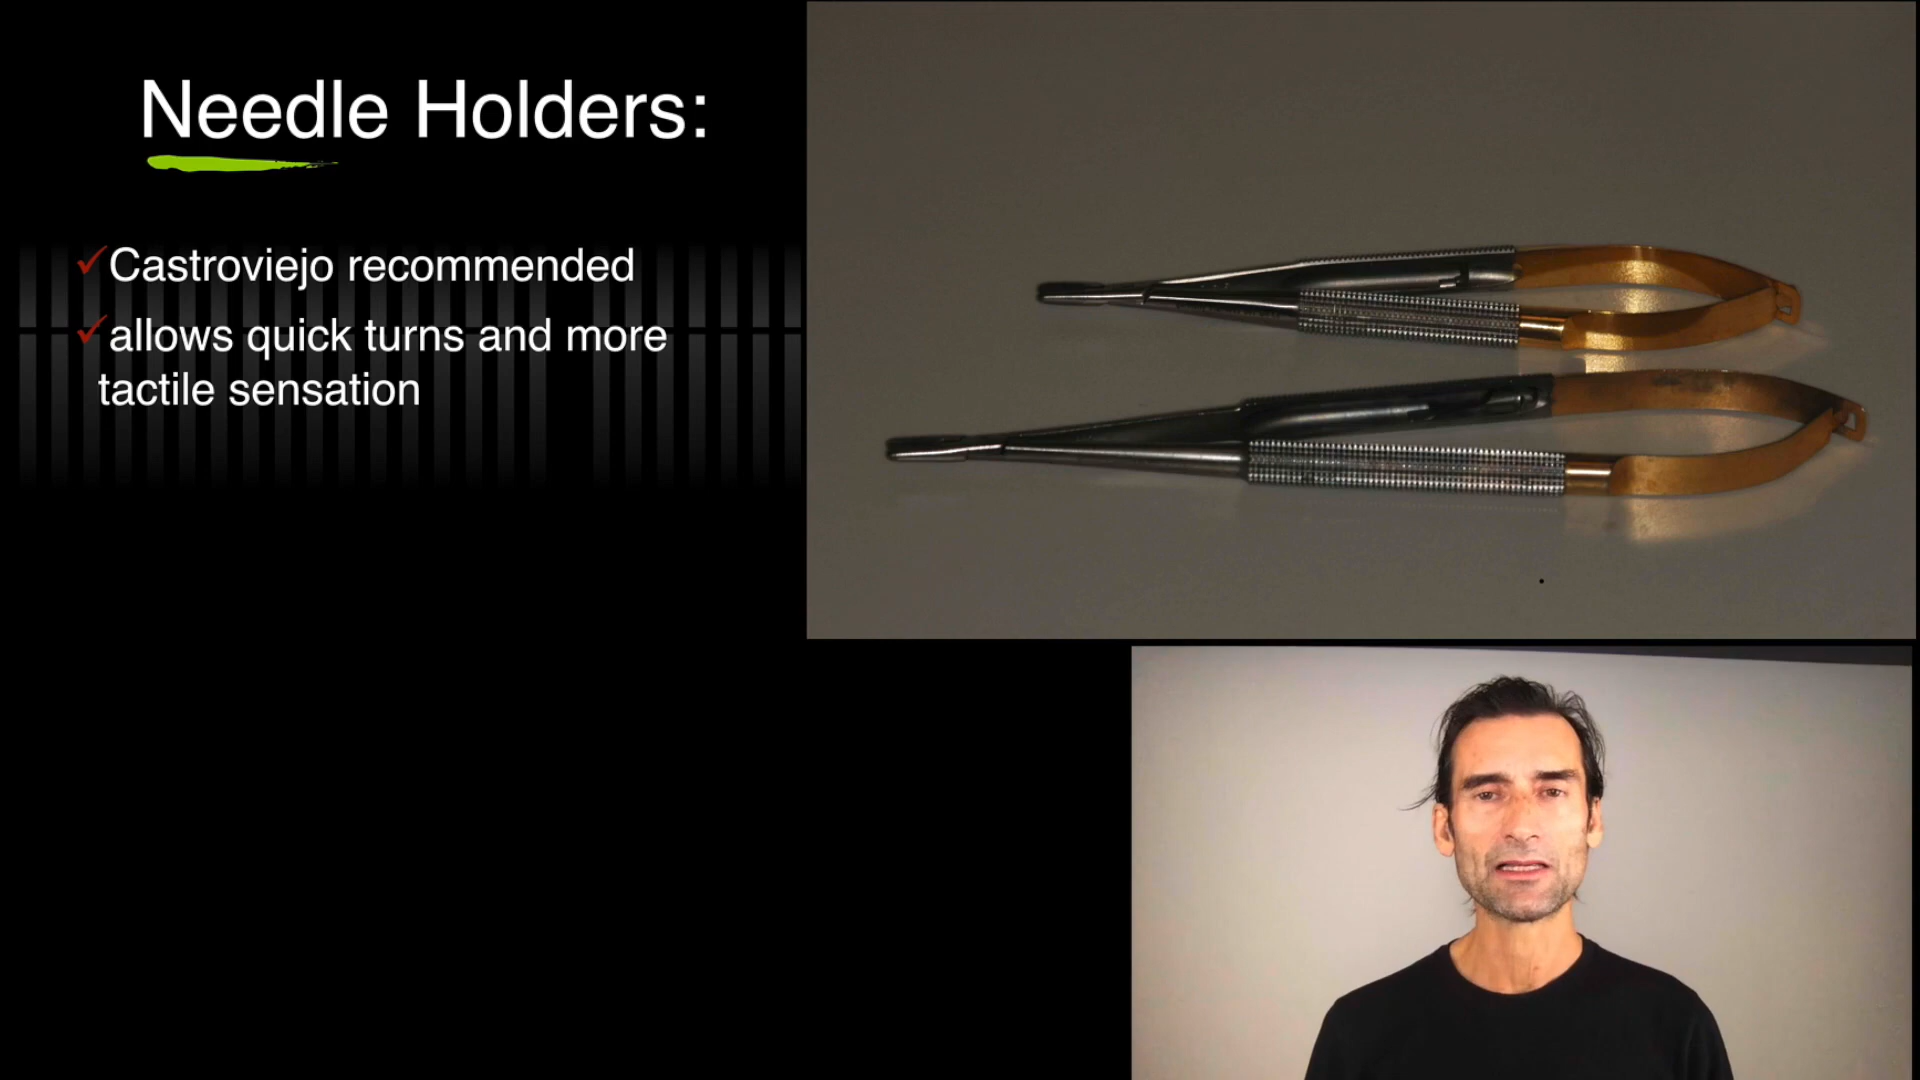 Needle Holders:
✓Castroviejo recommended
✓allows quick turns and more
tactile sensation